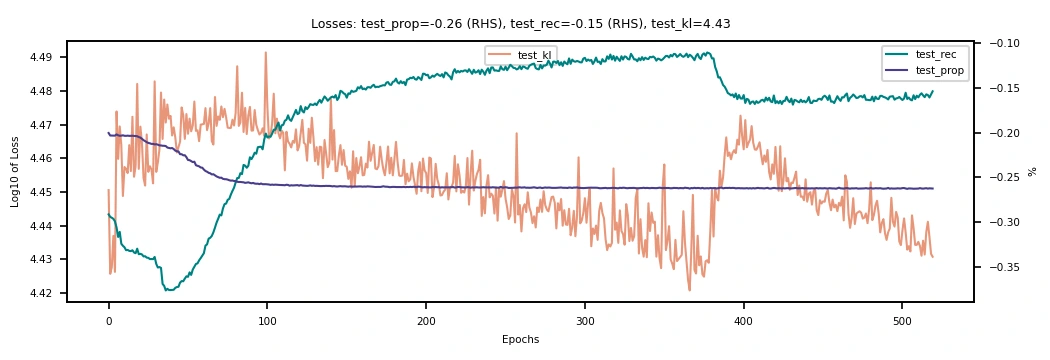 Losses: test_prop=-0.26 (RHS), test_rec=-0.15 (RHS), test_kl=4.43
Log10 of Loss
4.49
4.48
4.47
4.46
4.45
4.44
4.43
4.42
test_kl
test_rec
test_prop
−0.10
−0.15
−0.20
−0.25
−0.30
−0.35
%
0 100 200 300 400 500
Epochs